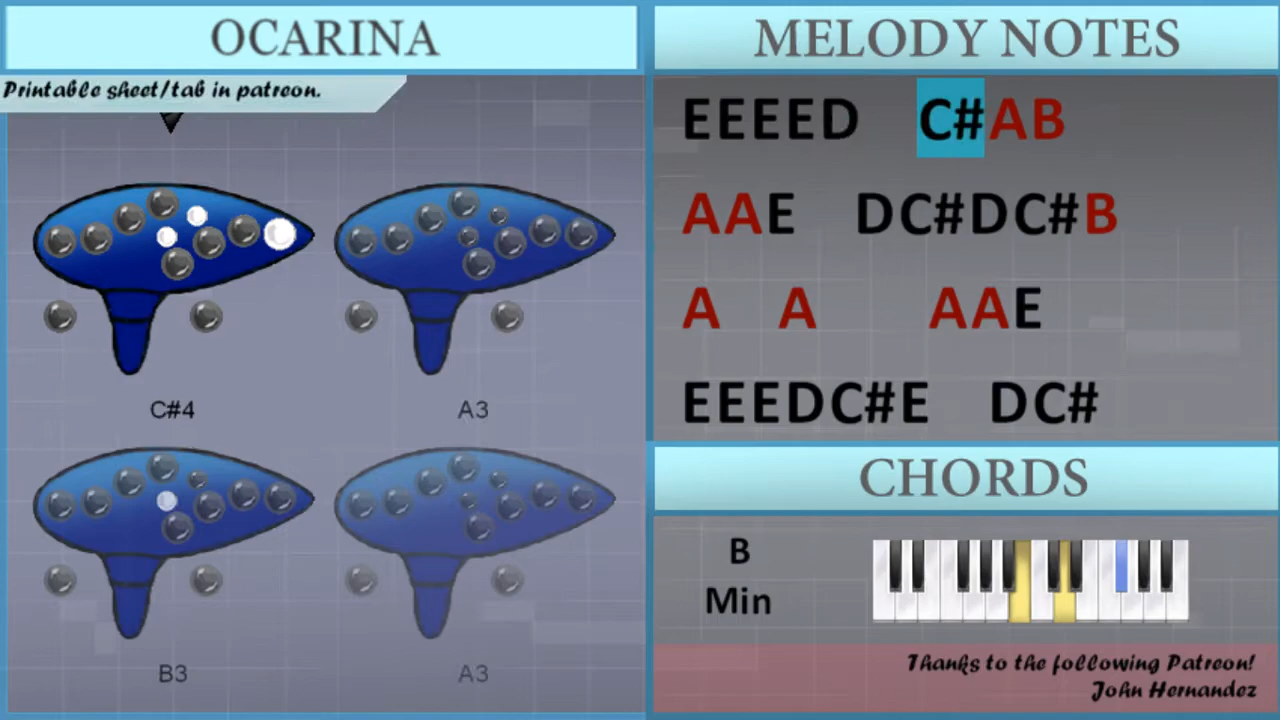 OCARINA
Printable sheet/tab in patreon.
C#4
A3
B3
A3
MELODY NOTES
EEEED C#AB
AAE DC#DC#B
A A AAE
EEEDC#E DC#
CHORDS
B
Min
Thanks to the following Patreon!
John Hernandez